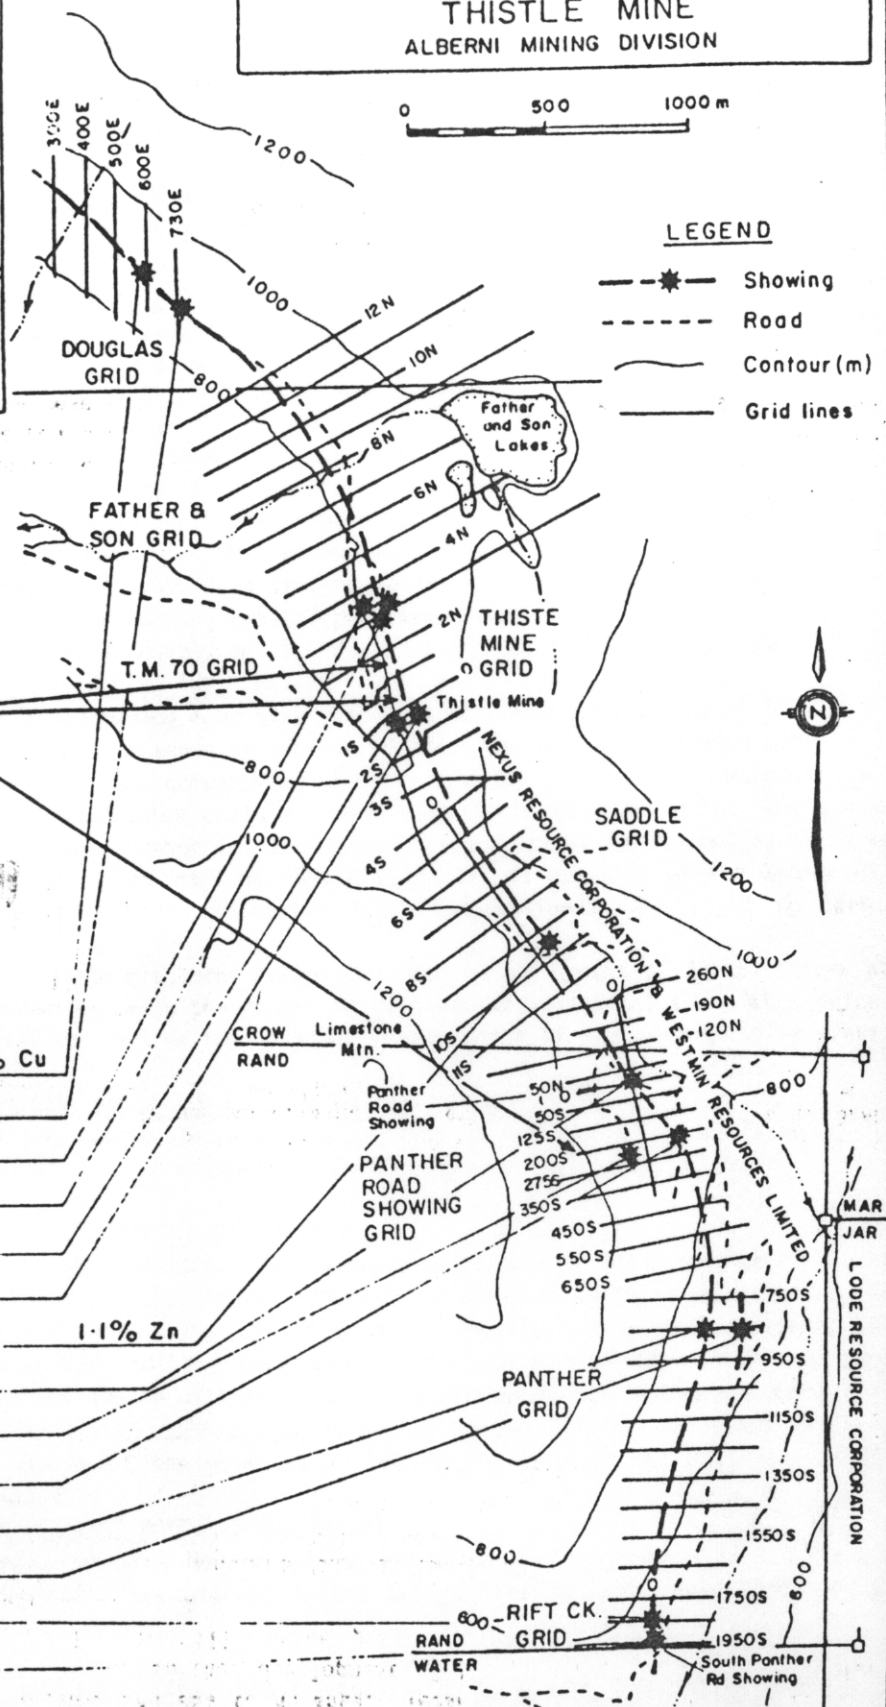 THISTLE MINE
ALBERNI MINING DIVISION
0 500 1000 m
300E
400E
500E
600E
730E
1200
LEGEND
Showing
Road
Contour (m)
Grid lines
1000
12N
DOUGLAS
GRID
800
10N
Father
and Son
Lakes
8N
6N
FATHER &
SON GRID
4N
2N
THISTE
MINE
GRID
0
T.M. 70 GRID
Thistle Mine
N
1S
2S
3S
800
0
NEXUS RESOURCE CORPORATION & WESTMIN RESOURCES LIMITED
SADDLE
GRID
1000
4S
1200
6S
1000
8S
0
260N
190N
120N
1200
CROW
RAND
Limestone
Mtn.
10S
11S
% Cu
Panther
Road
Showing
50N
0
50S
800
125S
200S
275S
350S
PANTHER
ROAD
SHOWING
GRID
450S
550S
650S
MAR
JAR
LODE RESOURCE CORPORATION
750S
1·1% Zn
950S
PANTHER
GRID
1150S
1350S
1550S
800
600
0
1750S
600
RIFT CK.
GRID
1950S
RAND
WATER
South Panther
Rd Showing